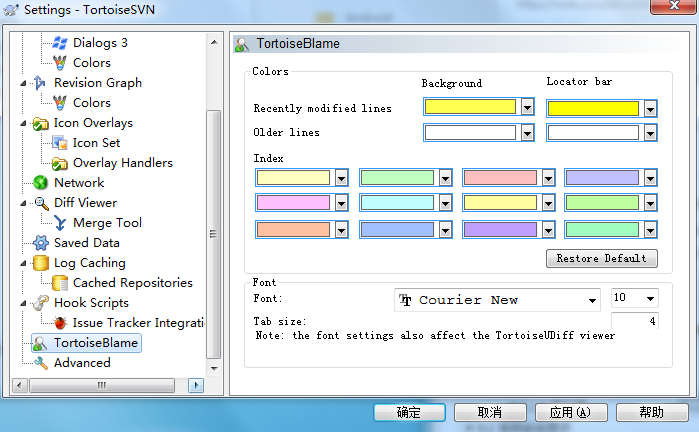 Settings - TortoiseSVN
Dialogs 3
Colors
Revision Graph
Colors
Icon Overlays
Icon Set
Overlay Handlers
Network
Diff Viewer
Merge Tool
Saved Data
Log Caching
Cached Repositories
Hook Scripts
Issue Tracker Integrati
TortoiseBlame
Advanced
TortoiseBlame
Colors
Background
Locator bar
Recently modified lines
Older lines
Index
Restore Default
Font
Font:
Courier New
10
Tab size:
4
Note: the font settings also affect the TortoiseUDiff viewer
确定
取消
应用(A)
帮助